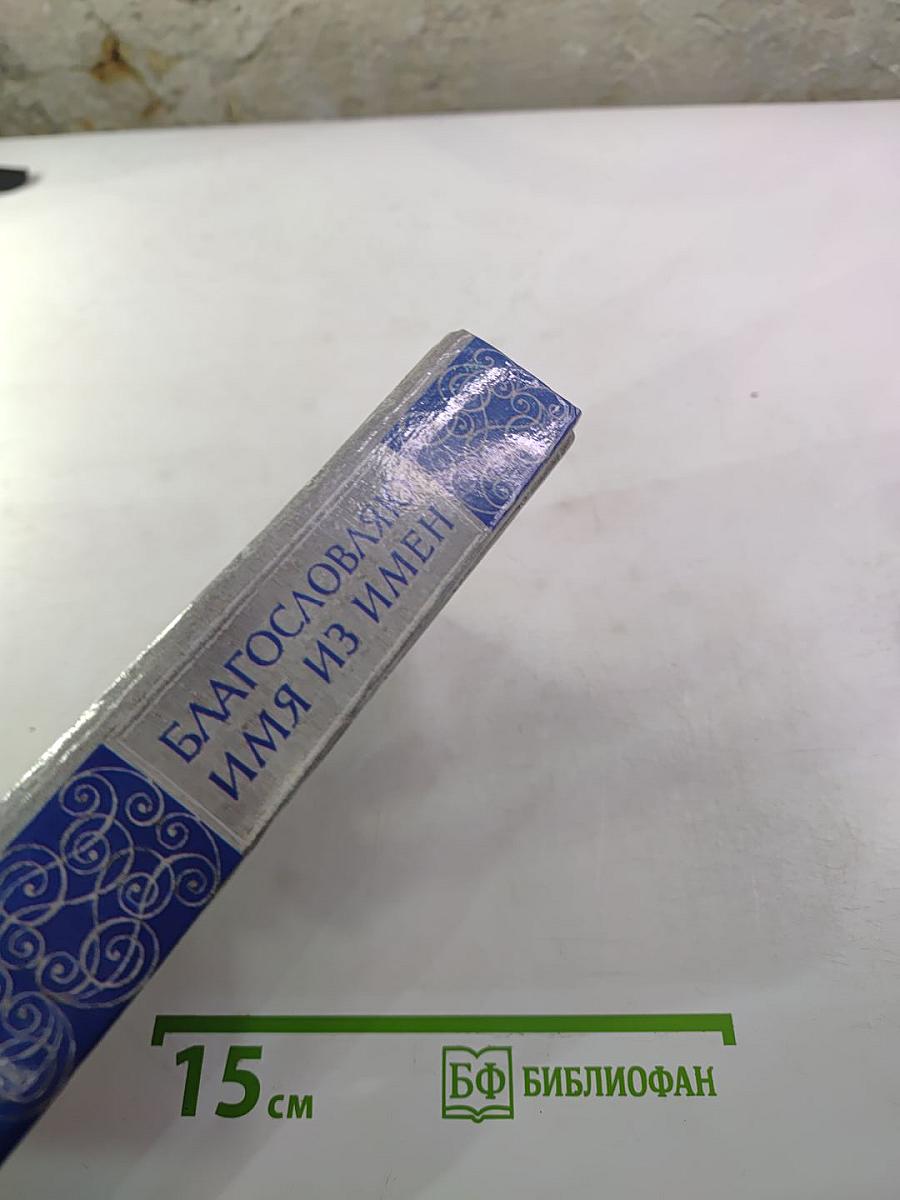 БЛАГОСЛОВЛЯЮ
ИМЯ ИЗ ИМЕН
15 см
БФ БИБЛИОФАН